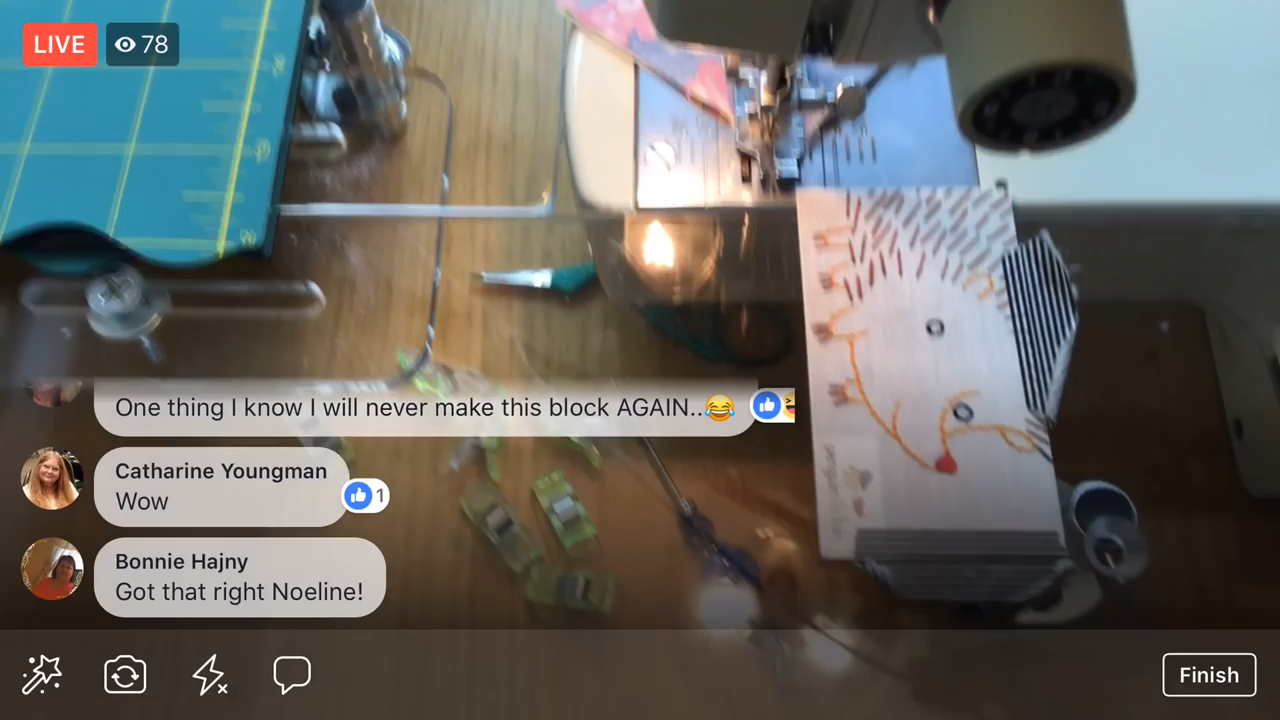 LIVE
78
One thing I know I will never make this block AGAIN..😂
Catharine Youngman
Wow
1
Bonnie Hajny
Got that right Noeline!
Finish